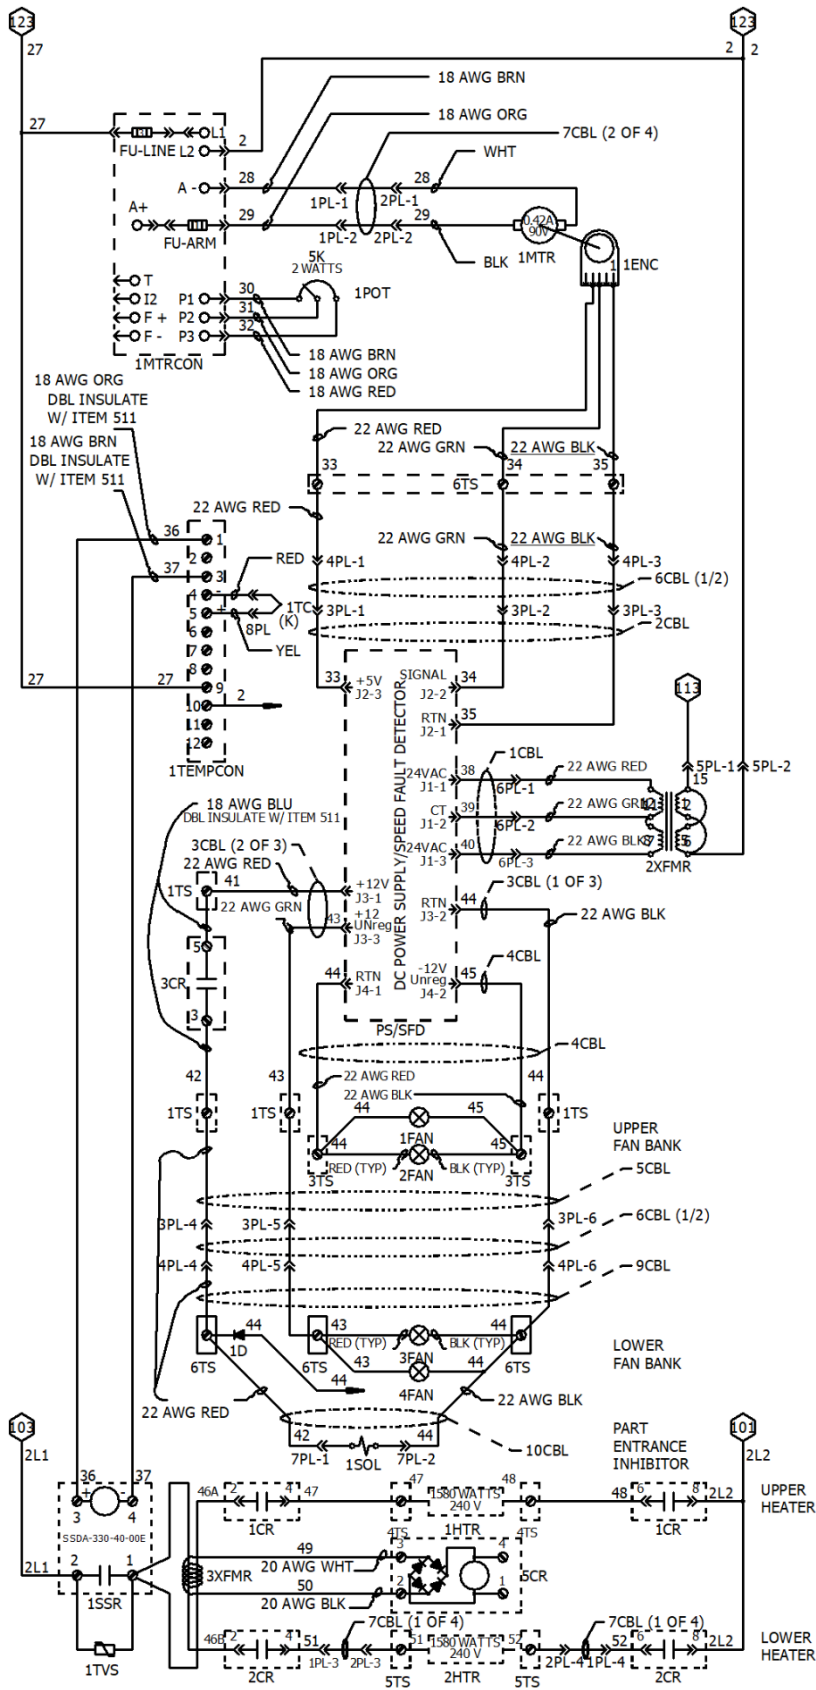 123
123
27
2
2
18 AWG BRN
18 AWG ORG
7CBL (2 OF 4)
27
L1
FU-LINE
L2
2
WHT
A -
28
28
1PL-1
2PL-1
A+
29
29
FU-ARM
1PL-2
2PL-2
0.42A
90V
1MTR
BLK
1
1ENC
5K
2 WATTS
1POT
T
I2
P1
30
F +
P2
31
F -
P3
32
1MTRCON
18 AWG BRN
18 AWG ORG
18 AWG RED
18 AWG ORG
DBL INSULATE
W/ ITEM 511
18 AWG BRN
DBL INSULATE
W/ ITEM 511
22 AWG RED
22 AWG GRN
22 AWG BLK
33
34
35
6TS
22 AWG RED
36
1
2
37
3
4
-
5
+
6
7
8
27
9
27
10
2
11
12
1TEMPCON
RED
1TC
(K)
8PL
YEL
22 AWG GRN
22 AWG BLK
4PL-1
4PL-2
4PL-3
6CBL (1/2)
3PL-1
3PL-2
3PL-3
2CBL
33
+5V
J2-3
SIGNAL
J2-2
34
RTN
J2-1
35
DC POWER SUPPLY/SPEED FAULT DETECTOR
113
1CBL
24VAC
J1-1
38
6PL-1
22 AWG RED
CT
J1-2
39
6PL-2
22 AWG GRN
24VAC
J1-3
40
6PL-3
22 AWG BLK
5PL-1
5PL-2
15
1
2
5
6
2XFMR
18 AWG BLU
DBL INSULATE W/ ITEM 511
3CBL (2 OF 3)
22 AWG RED
1TS
41
22 AWG GRN
+12V
J3-1
43
+12
UNreg
J3-3
RTN
J3-2
44
3CBL (1 OF 3)
22 AWG BLK
5
3CR
3
44
RTN
J4-1
-12V
Unreg
J4-2
45
4CBL
PS/SFD
4CBL
42
43
44
22 AWG RED
22 AWG BLK
1TS
1TS
1TS
44
45
1FAN
44
45
RED (TYP)
2FAN
BLK (TYP)
3TS
3TS
UPPER
FAN BANK
5CBL
3PL-4
3PL-5
3PL-6
6CBL (1/2)
4PL-4
4PL-5
4PL-6
9CBL
44
1D
43
44
RED (TYP)
3FAN
BLK (TYP)
6TS
6TS
6TS
43
44
4FAN
LOWER
FAN BANK
44
22 AWG RED
22 AWG BLK
42
44
7PL-1
1SOL
7PL-2
10CBL
PART
ENTRANCE
INHIBITOR
103
2L1
101
2L2
36
37
+
-
3
4
SSDA-330-40-00E
2L1
2
1
1SSR
1TVS
46A
2
4
47
1CR
47
1580 WATTS
240 V
48
4TS
1HTR
4TS
48
6
8
2L2
1CR
UPPER
HEATER
3XFMR
49
20 AWG WHT
50
20 AWG BLK
3
2
4
1
5CR
46B
2
4
51
2CR
7CBL (1 OF 4)
1PL-3
2PL-3
51
1580 WATTS
240 V
52
5TS
2HTR
5TS
7CBL (1 OF 4)
2PL-4
1PL-4
52
6
8
2L2
2CR
LOWER
HEATER